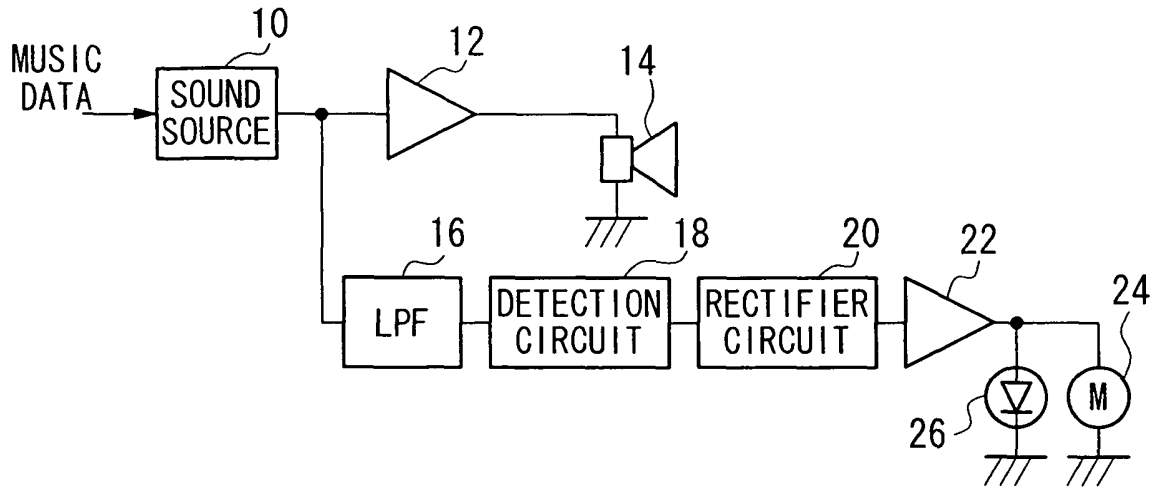 10
12
14
MUSIC
DATA
SOUND
SOURCE
16
18
20
22
24
LPF
DETECTION
CIRCUIT
RECTIFIER
CIRCUIT
M
26